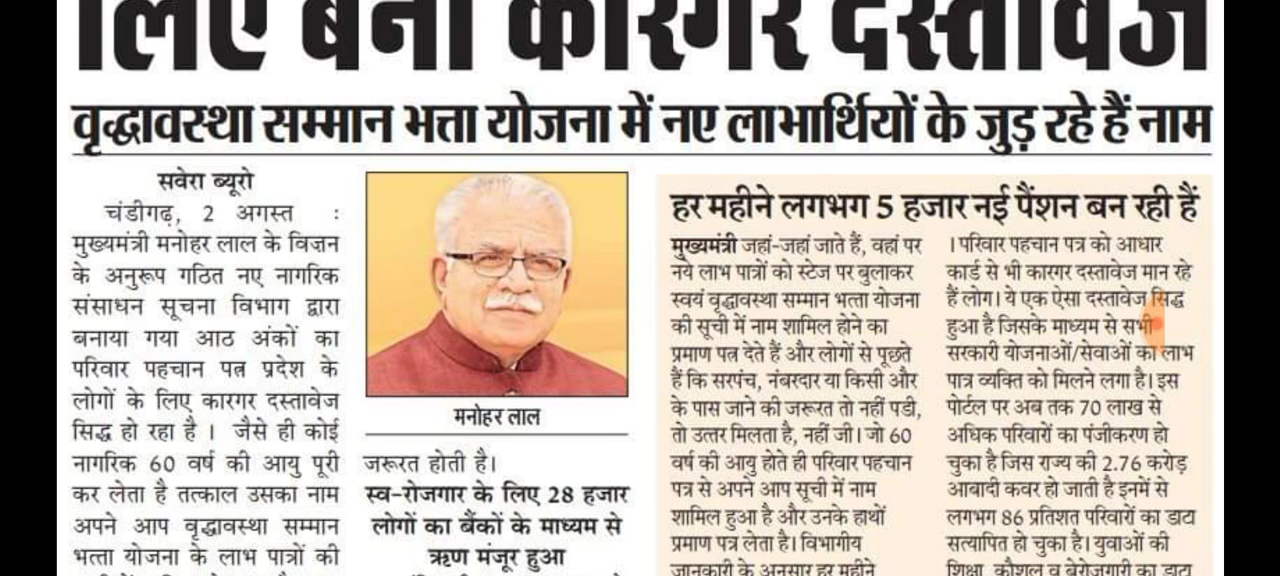 लिए बना कारगर दस्तावेज
वृद्धावस्था सम्मान भत्ता योजना में नए लाभार्थियों के जुड़ रहे हैं नाम
सवेरा ब्यूरो
चंडीगढ़, 2 अगस्त :
मुख्यमंत्री मनोहर लाल के विज़न
के अनुरूप गठित नए नागरिक
संसाधन सूचना विभाग द्वारा
बनाया गया आठ अंकों का
परिवार पहचान पत्र प्रदेश के
लोगों के लिए कारगर दस्तावेज
सिद्ध हो रहा है । जैसे ही कोई
नागरिक 60 वर्ष की आयु पूरी
कर लेता है तत्काल उसका नाम
अपने आप वृद्धावस्था सम्मान
भत्ता योजना के लाभ पात्रों की
मनोहर लाल
जरूरत होती है।
स्व-रोजगार के लिए 28 हजार
लोगों का बैंकों के माध्यम से
ऋण मंजूर हुआ
हर महीने लगभग 5 हजार नई पैंशन बन रही हैं
मुख्यमंत्री जहां-जहां जाते हैं, वहां पर
नये लाभ पात्रों को स्टेज पर बुलाकर
स्वयं वृद्धावस्था सम्मान भत्ता योजना
की सूची में नाम शामिल होने का
प्रमाण पत्र देते हैं और लोगों से पूछते
हैं कि सरपंच, नंबरदार या किसी और
के पास जाने की जरूरत तो नहीं पडी,
तो उत्तर मिलता है, नहीं जी। जो 60
वर्ष की आयु होते ही परिवार पहचान
पत्र से अपने आप सूची में नाम
शामिल हुआ है और उनके हाथों
प्रमाण पत्र लेता है। विभागीय
जानकारी के अनुसार हर महीने
। परिवार पहचान पत्र को आधार
कार्ड से भी कारगर दस्तावेज मान रहे
हैं लोग। ये एक ऐसा दस्तावेज सिद्ध
हुआ है जिसके माध्यम से सभी
सरकारी योजनाओं/सेवाओं का लाभ
पात्र व्यक्ति को मिलने लगा है। इस
पोर्टल पर अब तक 70 लाख से
अधिक परिवारों का पंजीकरण हो
चुका है जिस राज्य की 2.76 करोड़
आबादी कवर हो जाती है इनमें से
लगभग 86 प्रतिशत परिवारों का डाटा
सत्यापित हो चुका है। युवाओं की
शिक्षा, कौशल व बेरोजगारी का डाटा